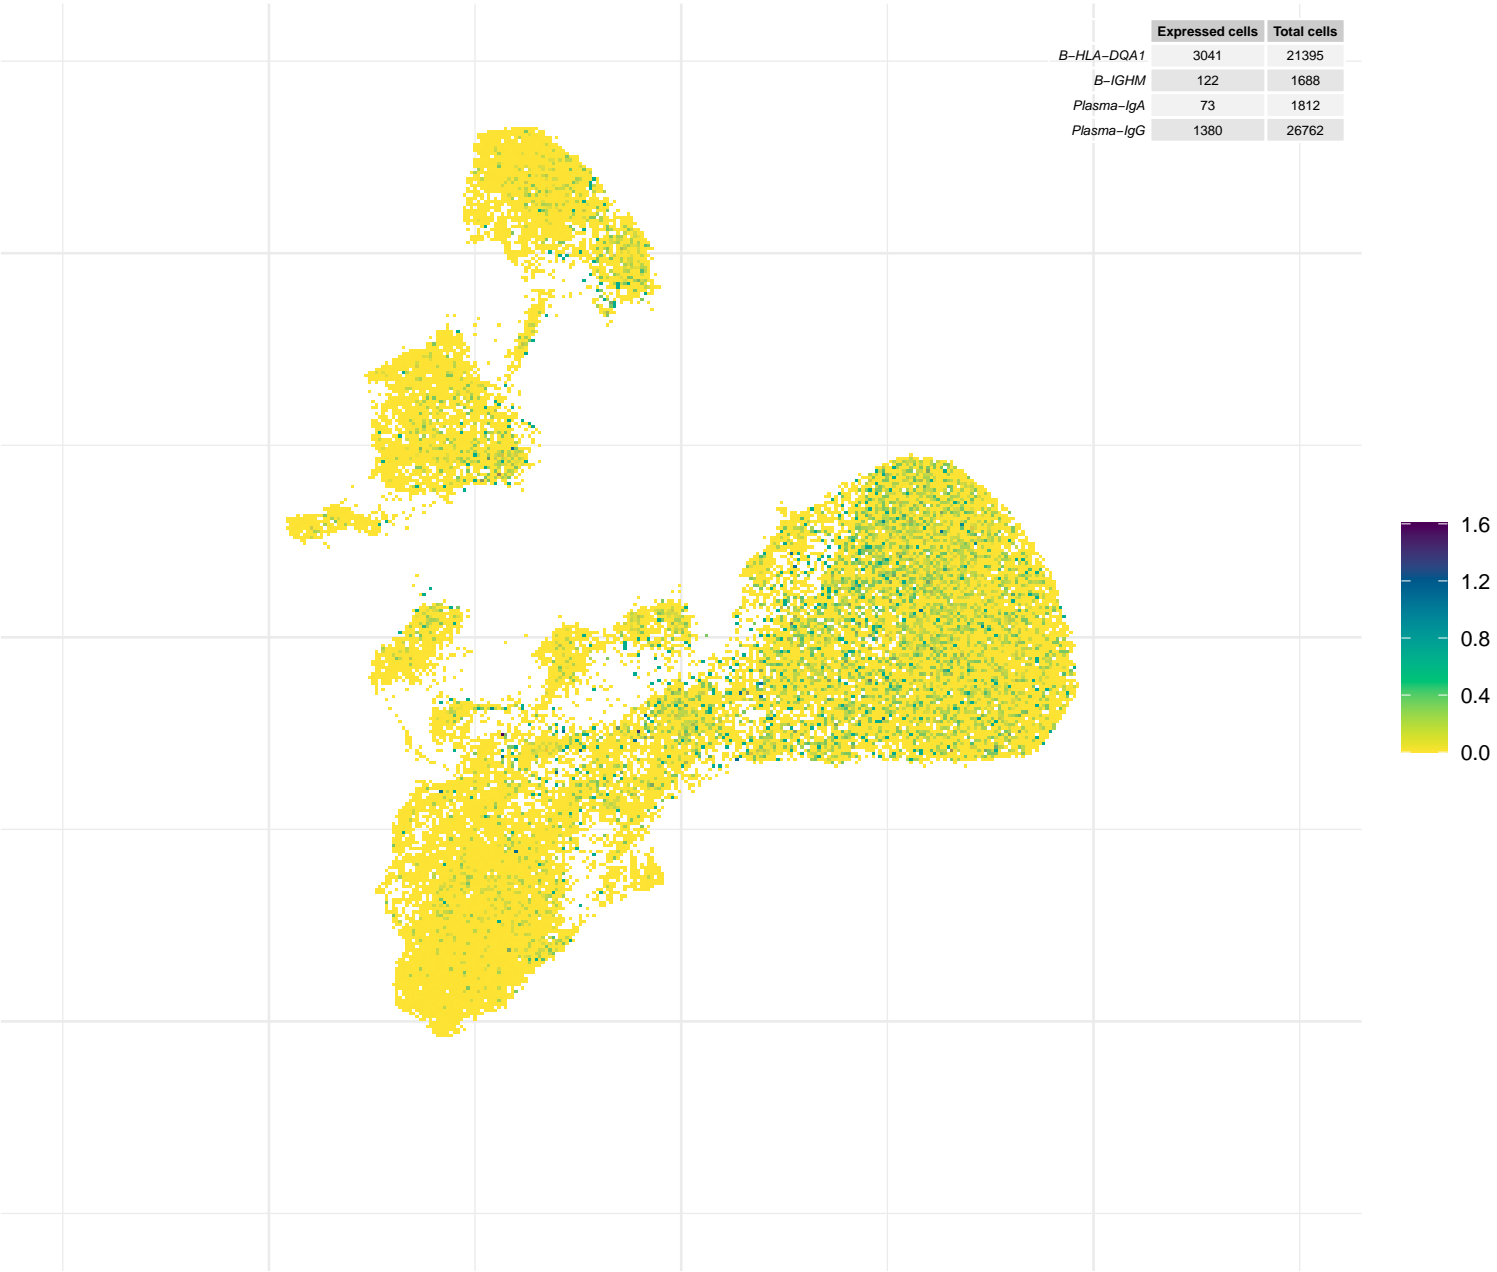 Expressed cells Total cells
B−HLA−DQA1 3041 21395
B−IGHM 122 1688
Plasma−IgA 73 1812
Plasma−IgG 1380 26762
1.6
1.2
0.8
0.4
0.0